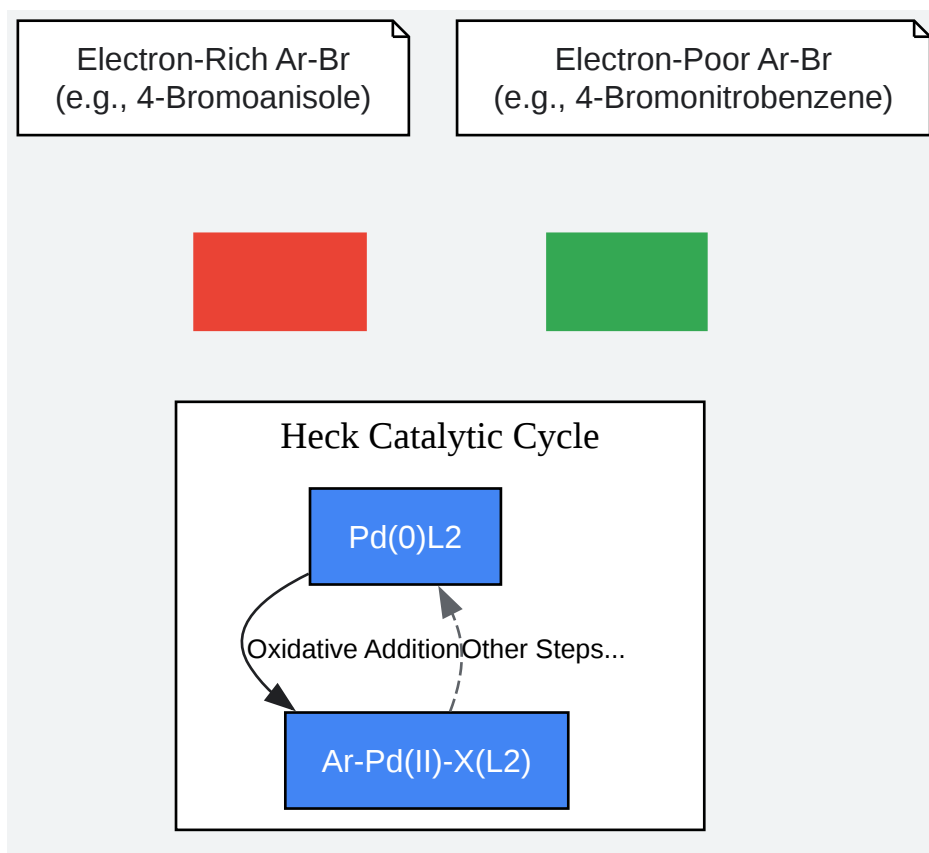 Electron-Rich Ar-Br
(e.g., 4-Bromoanisole)
Electron-Poor Ar-Br
(e.g., 4-Bromonitrobenzene)
Heck Catalytic Cycle
Pd(0)L2
Oxidative Addition
Other Steps...
Ar-Pd(II)-X(L2)